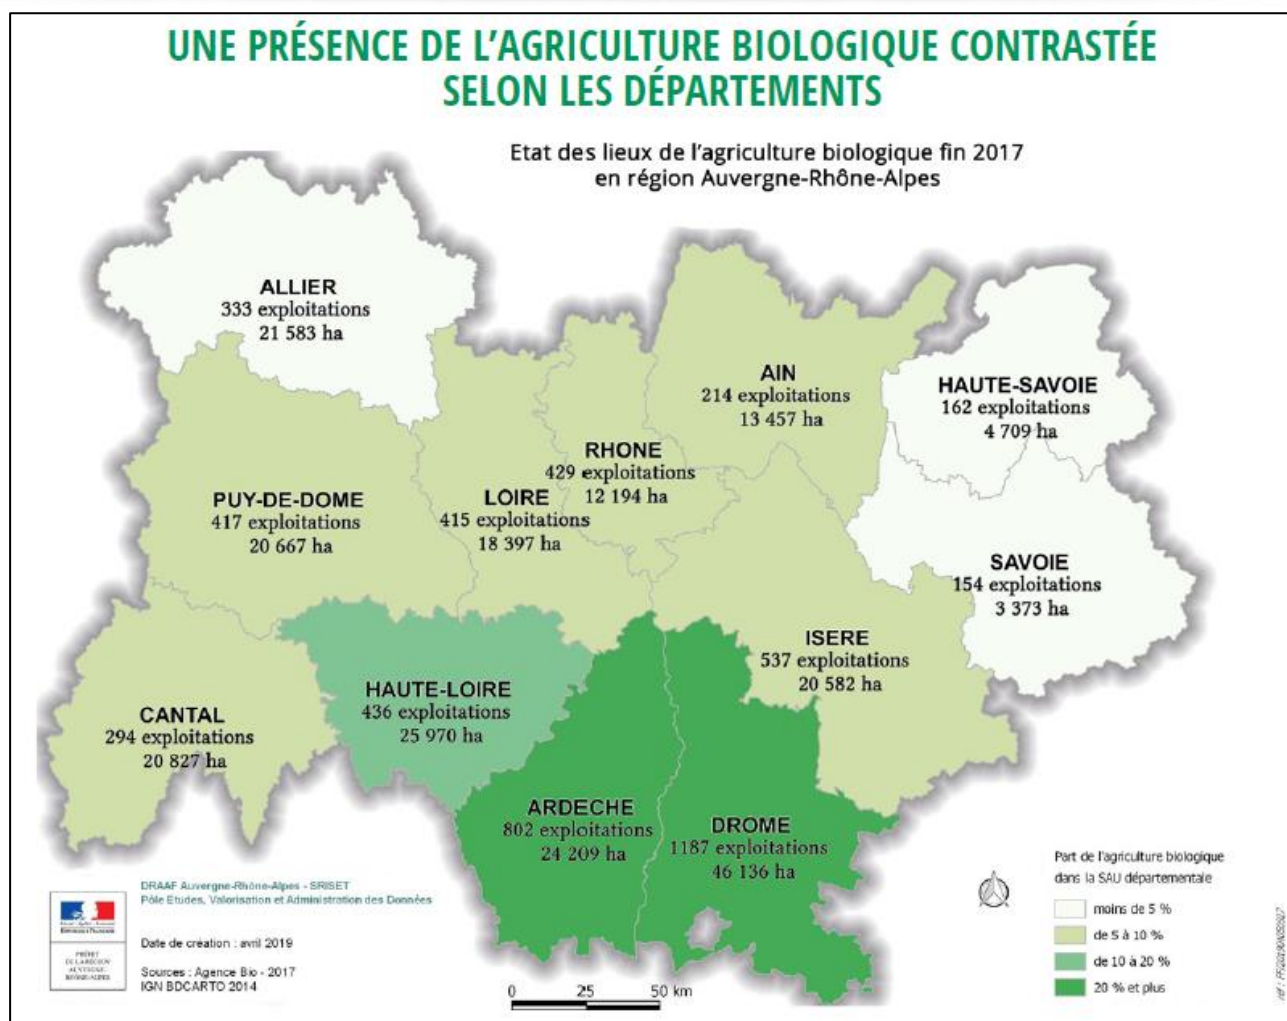 UNE PRÉSENCE DE L'AGRICULTURE BIOLOGIQUE CONTRASTÉE
SELON LES DÉPARTEMENTS
Etat des lieux de l'agriculture biologique fin 2017
en région Auvergne-Rhône-Alpes
ALLIER
333 exploitations
21 583 ha
AIN
214 exploitations
13 457 ha
HAUTE-SAVOIE
162 exploitations
4 709 ha
RHONE
429 exploitations
12 194 ha
PUY-DE-DOME
417 exploitations
20 667 ha
LOIRE
415 exploitations
18 397 ha
SAVOIE
154 exploitations
3 373 ha
ISERE
537 exploitations
20 582 ha
HAUTE-LOIRE
436 exploitations
25 970 ha
CANTAL
294 exploitations
20 827 ha
ARDECHE
802 exploitations
24 209 ha
DROME
1187 exploitations
46 136 ha
DRAAF Auvergne-Rhône-Alpes - SRISET
Pôle Etudes, Valorisation et Administration des Données
Date de création : avril 2019
Sources : Agence Bio - 2017
IGN BDCARTO 2014
PRÉFET
DE LA RÉGION
AUVERGNE-
RHÔNE-ALPES
0 25 50 km
Part de l'agriculture biologique
dans la SAU départementale
moins de 5 %
de 5 à 10 %
de 10 à 20 %
20 % et plus